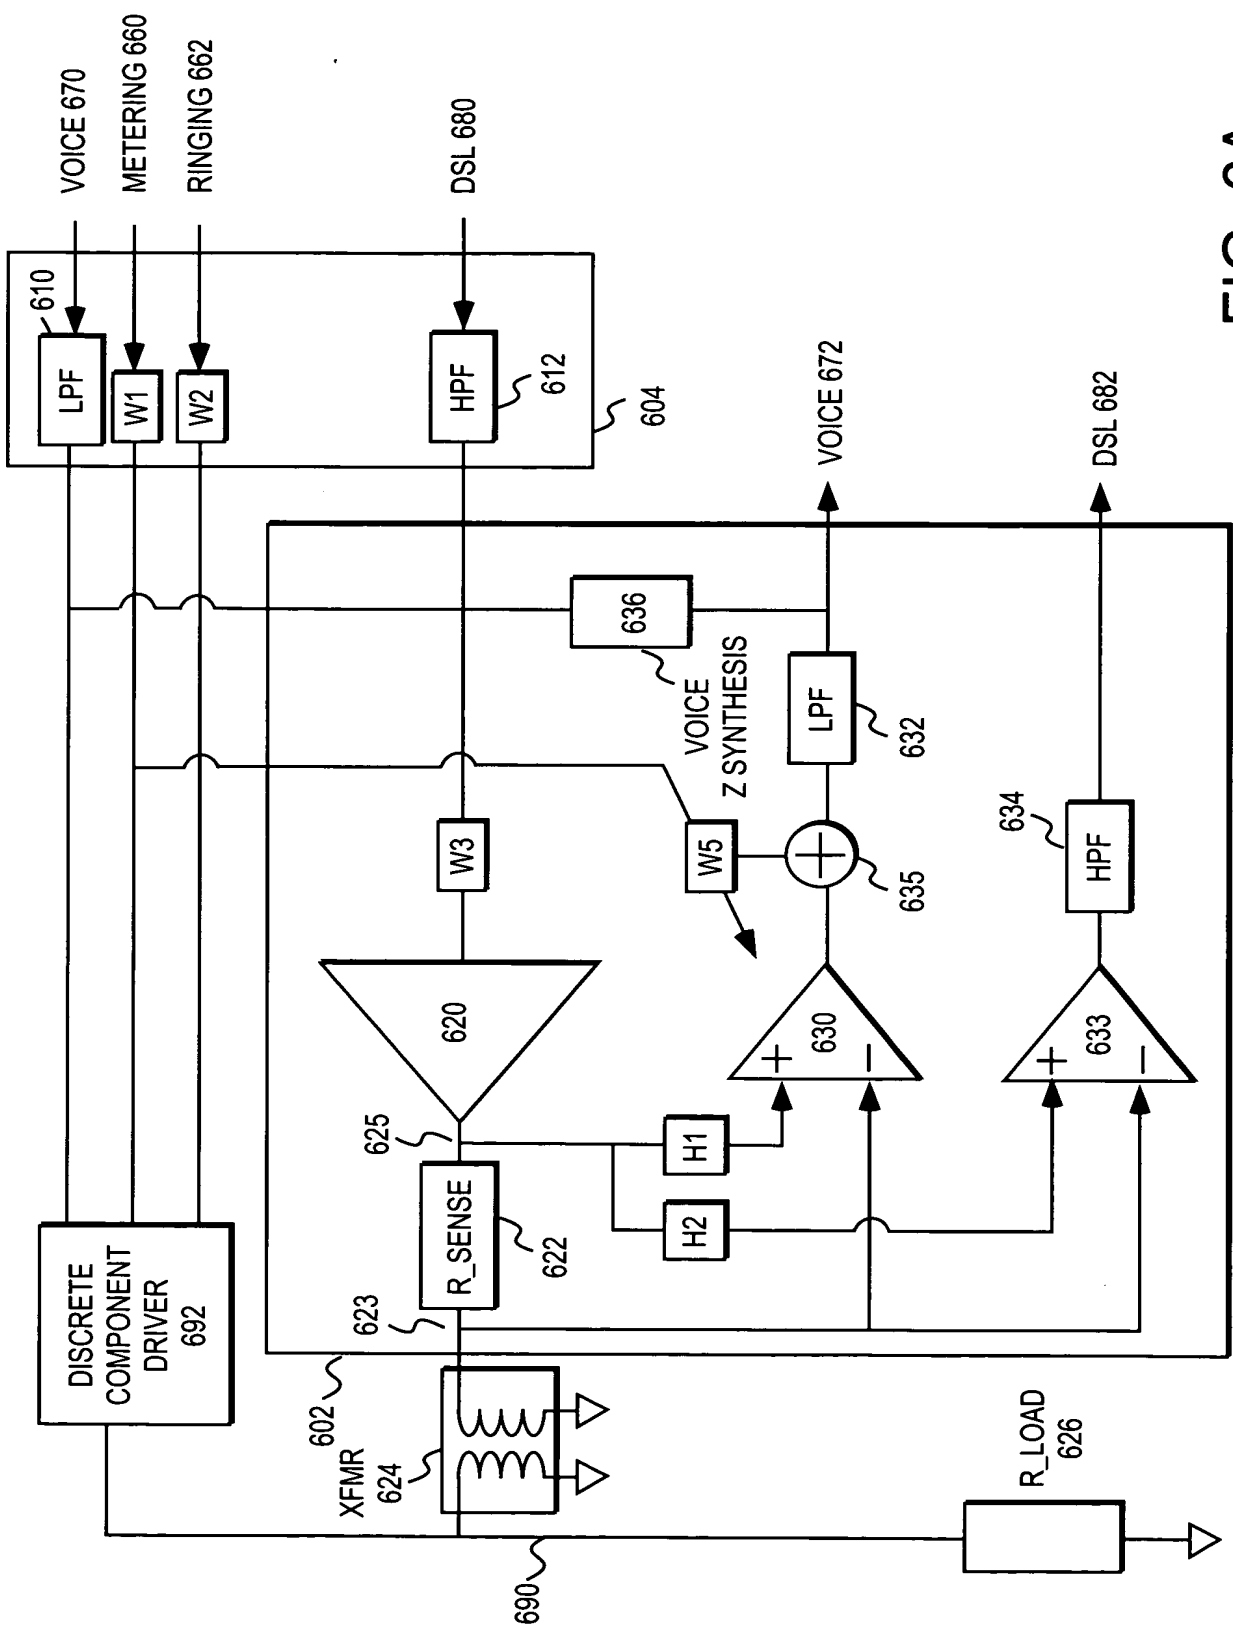 VOICE 670
METERING 660
RINGING 662
DSL 680
610
LPF
W1
W2
HPF
612
604
DISCRETE
COMPONENT
DRIVER
692
636
VOICE
Z SYNTHESIS
W3
620
625
R_SENSE
622
623
602
XFMR
624
690
R_LOAD
626
H1
H2
W5
+
−
630
635
LPF
632
VOICE 672
+
−
633
HPF
634
DSL 682